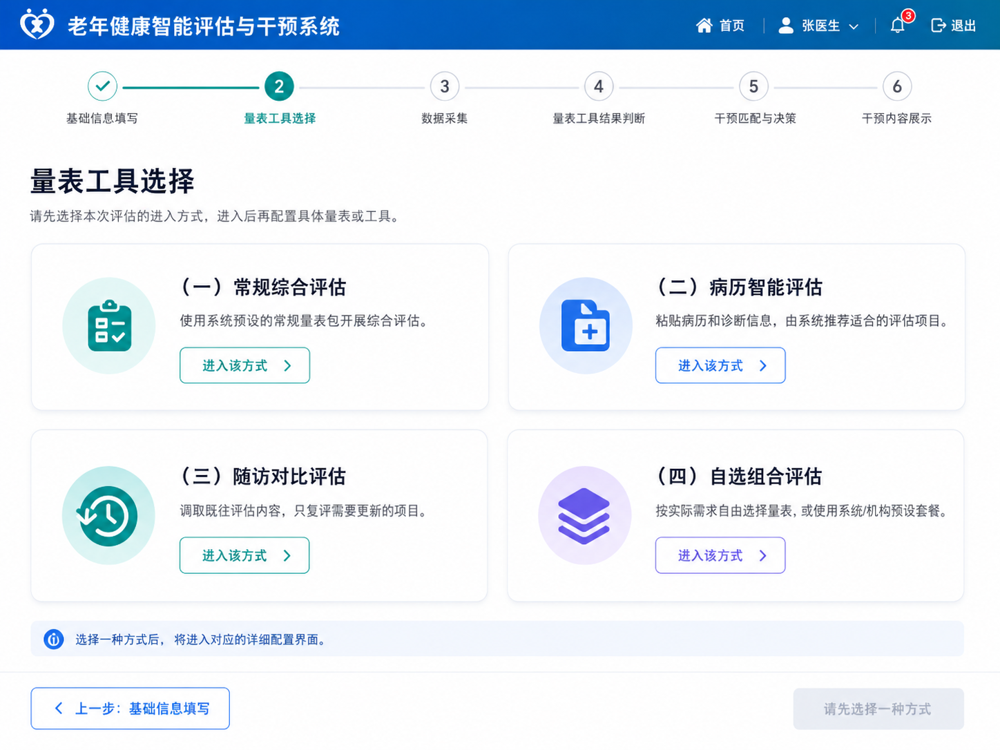 老年健康智能评估与干预系统
首页
张医生
3
退出
2
3
4
5
6
基础信息填写
量表工具选择
数据采集
量表工具结果判断
干预匹配与决策
干预内容展示
量表工具选择
请先选择本次评估的进入方式，进入后再配置具体量表或工具。
（一）常规综合评估
使用系统预设的常规量表包开展综合评估。
进入该方式
（二）病历智能评估
粘贴病历和诊断信息，由系统推荐适合的评估项目。
进入该方式
（三）随访对比评估
调取既往评估内容，只复评需要更新的项目。
进入该方式
（四）自选组合评估
按实际需求自由选择量表，或使用系统/机构预设套餐。
进入该方式
选择一种方式后，将进入对应的详细配置界面。
上一步：基础信息填写
请先选择一种方式